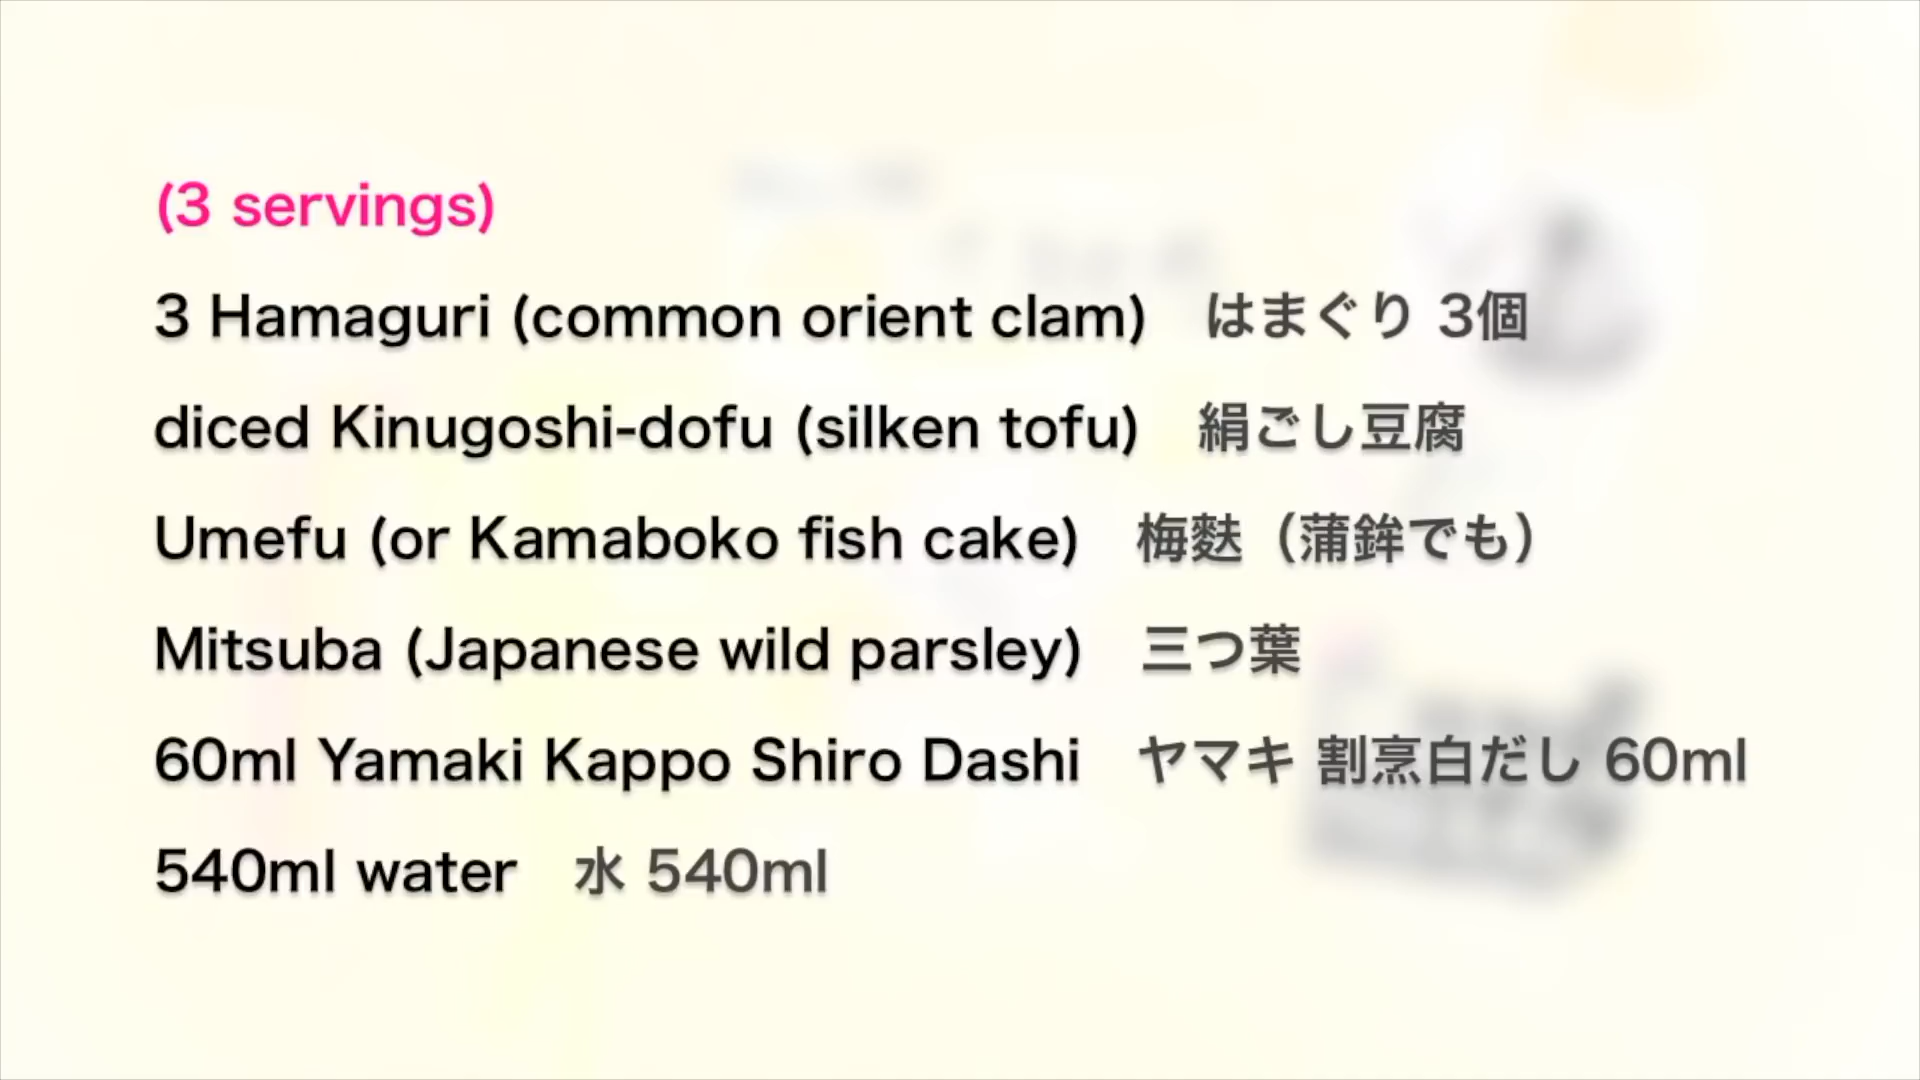 (3 servings)
3 Hamaguri (common orient clam)　はまぐり 3個
diced Kinugoshi-dofu (silken tofu)　絹ごし豆腐
Umefu (or Kamaboko fish cake)　梅麩（蒲鉾でも）
Mitsuba (Japanese wild parsley)　三つ葉
60ml Yamaki Kappo Shiro Dashi　ヤマキ 割烹白だし 60ml
540ml water　水 540ml